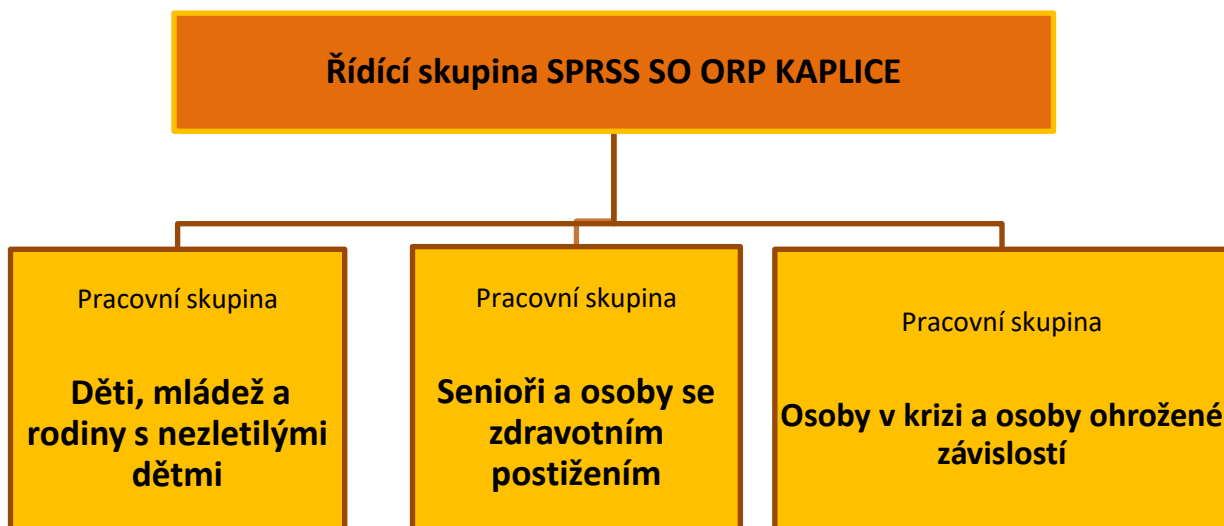 Řídící skupina SPRSS SO ORP KAPLICE
Pracovní skupina
Děti, mládež a
rodiny s nezletilými
dětmi
Pracovní skupina
Senioři a osoby se
zdravotním
postižením
Pracovní skupina
Osoby v krizi a osoby ohrožené
závislostí